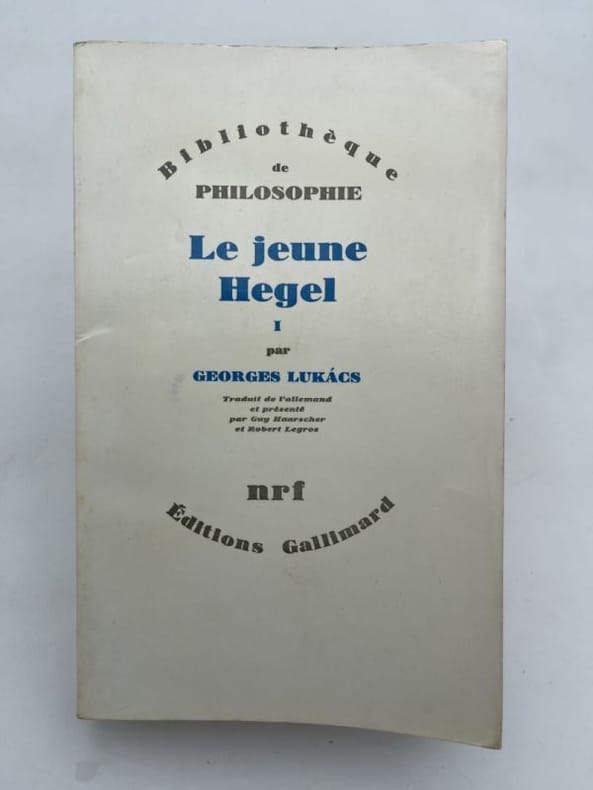 Bibliothèque
de
PHILOSOPHIE
Le jeune
Hegel
I
par
GEORGES LUKÁCS
Traduit de l'allemand
et présenté
par Guy Haarscher
et Robert Legros
nrf
Éditions Gallimard